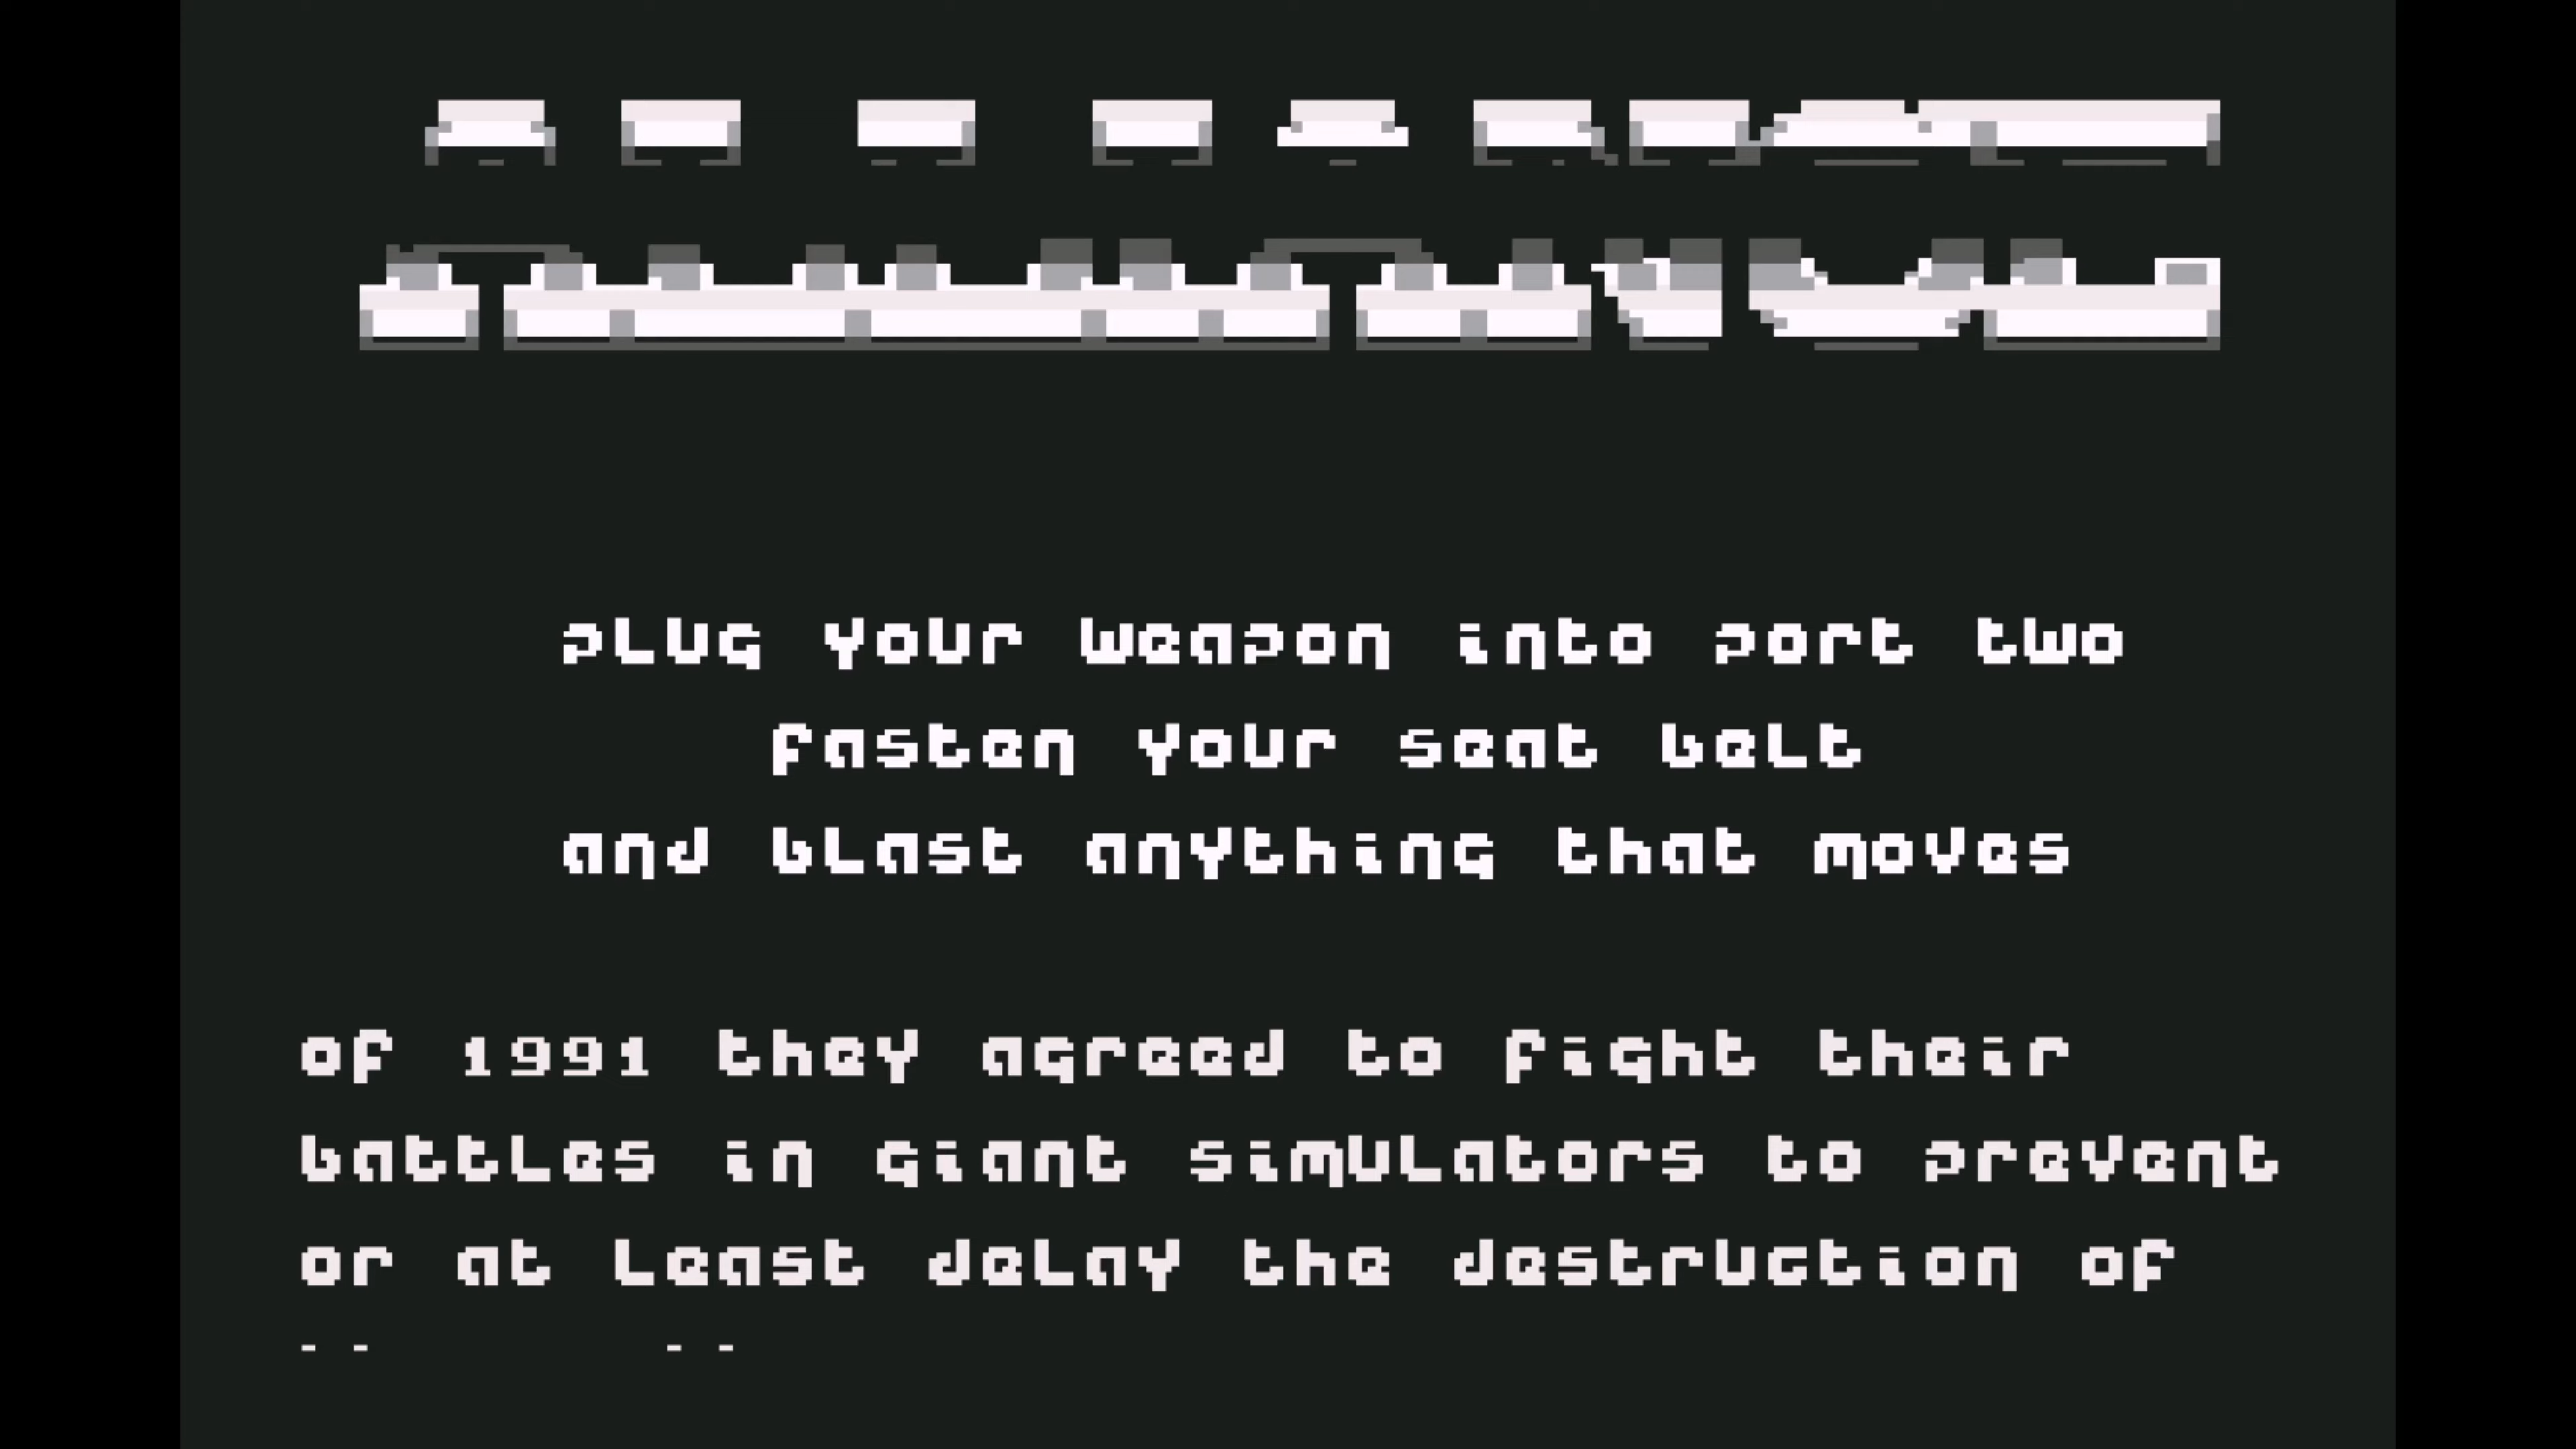 plug your weapon into port two
fasten your seat belt
and blast anything that moves
of 1991 they agreed to fight their
battles in giant simulators to prevent
or at least delay the destruction of